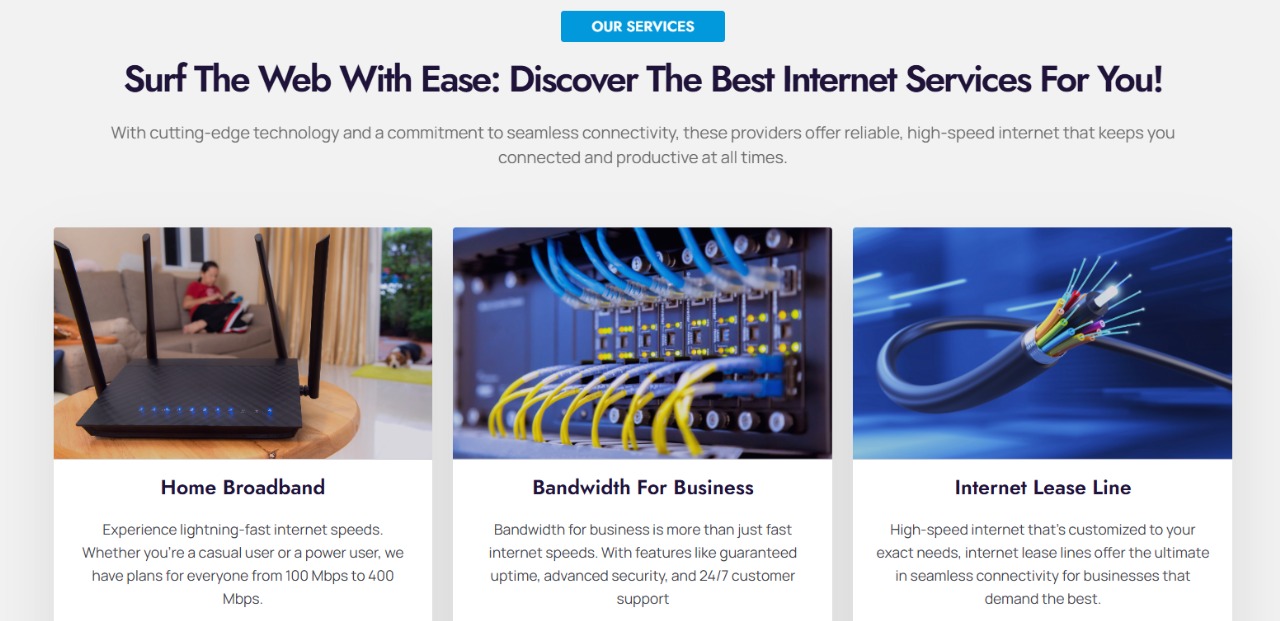 OUR SERVICES
Surf The Web With Ease: Discover The Best Internet Services For You!
With cutting-edge technology and a commitment to seamless connectivity, these providers offer reliable, high-speed internet that keeps you
connected and productive at all times.
Home Broadband
Experience lightning-fast internet speeds.
Whether you're a casual user or a power user, we
have plans for everyone from 100 Mbps to 400
Mbps.
Bandwidth For Business
Bandwidth for business is more than just fast
internet speeds. With features like guaranteed
uptime, advanced security, and 24/7 customer
support
Internet Lease Line
High-speed internet that's customized to your
exact needs, internet lease lines offer the ultimate
in seamless connectivity for businesses that
demand the best.